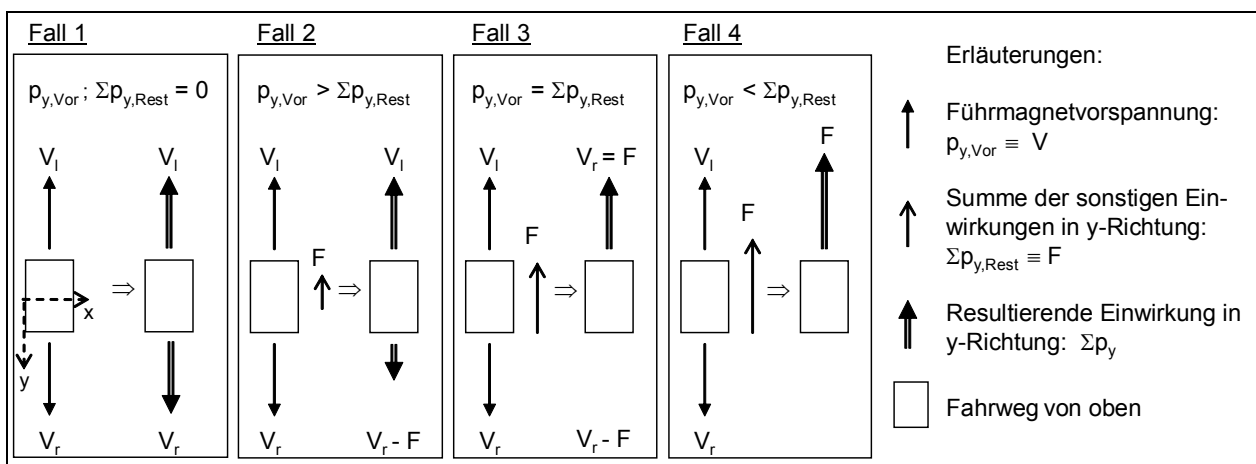 Fall 1
p_y,Vor ; Σp_y,Rest = 0
V_l V_l
⇒
x
y
V_r V_r
Fall 2
p_y,Vor > Σp_y,Rest
V_l V_l
F
⇒
V_r V_r - F
Fall 3
p_y,Vor = Σp_y,Rest
V_l V_r = F
F
⇒
V_r V_r - F
Fall 4
p_y,Vor < Σp_y,Rest
F
V_l
F
⇒
V_r
Erläuterungen:
Führmagnetvorspannung:
p_y,Vor ≡ V
Summe der sonstigen Ein-
wirkungen in y-Richtung:
Σp_y,Rest ≡ F
Resultierende Einwirkung in
y-Richtung: Σp_y
Fahrweg von oben